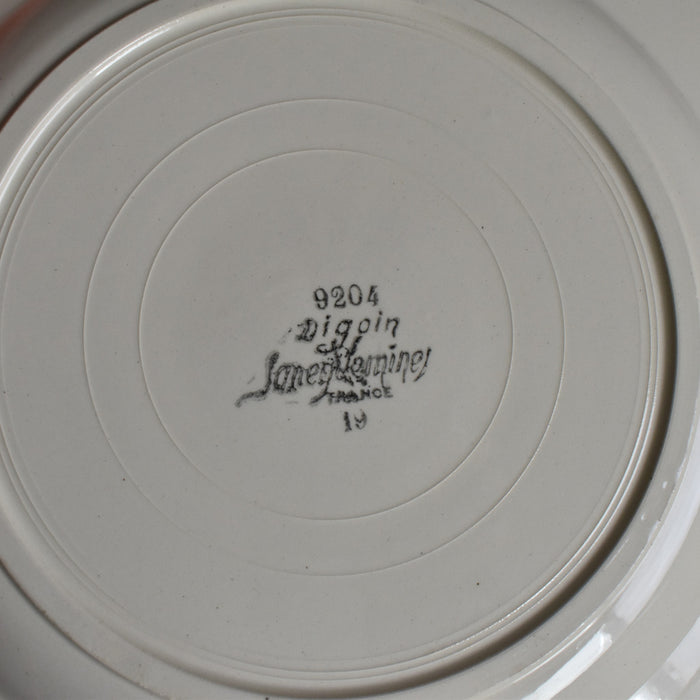 9204
Digoin
Sarreguemines
FRANCE
19